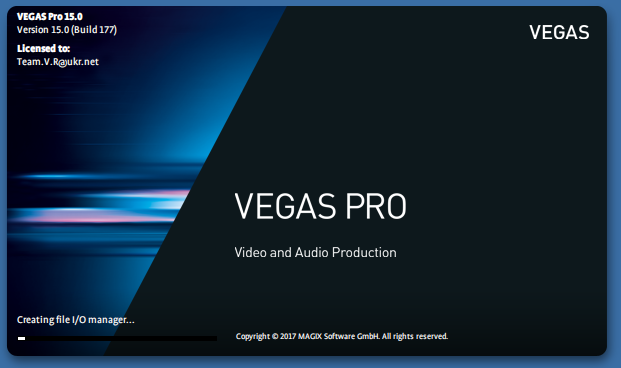 VEGAS Pro 15.0
Version 15.0 (Build 177)
Licensed to:
Team.V.R@ukr.net
VEGAS
VEGAS PRO
Video and Audio Production
Creating file I/O manager...
Copyright © 2017 MAGIX Software GmbH. All rights reserved.